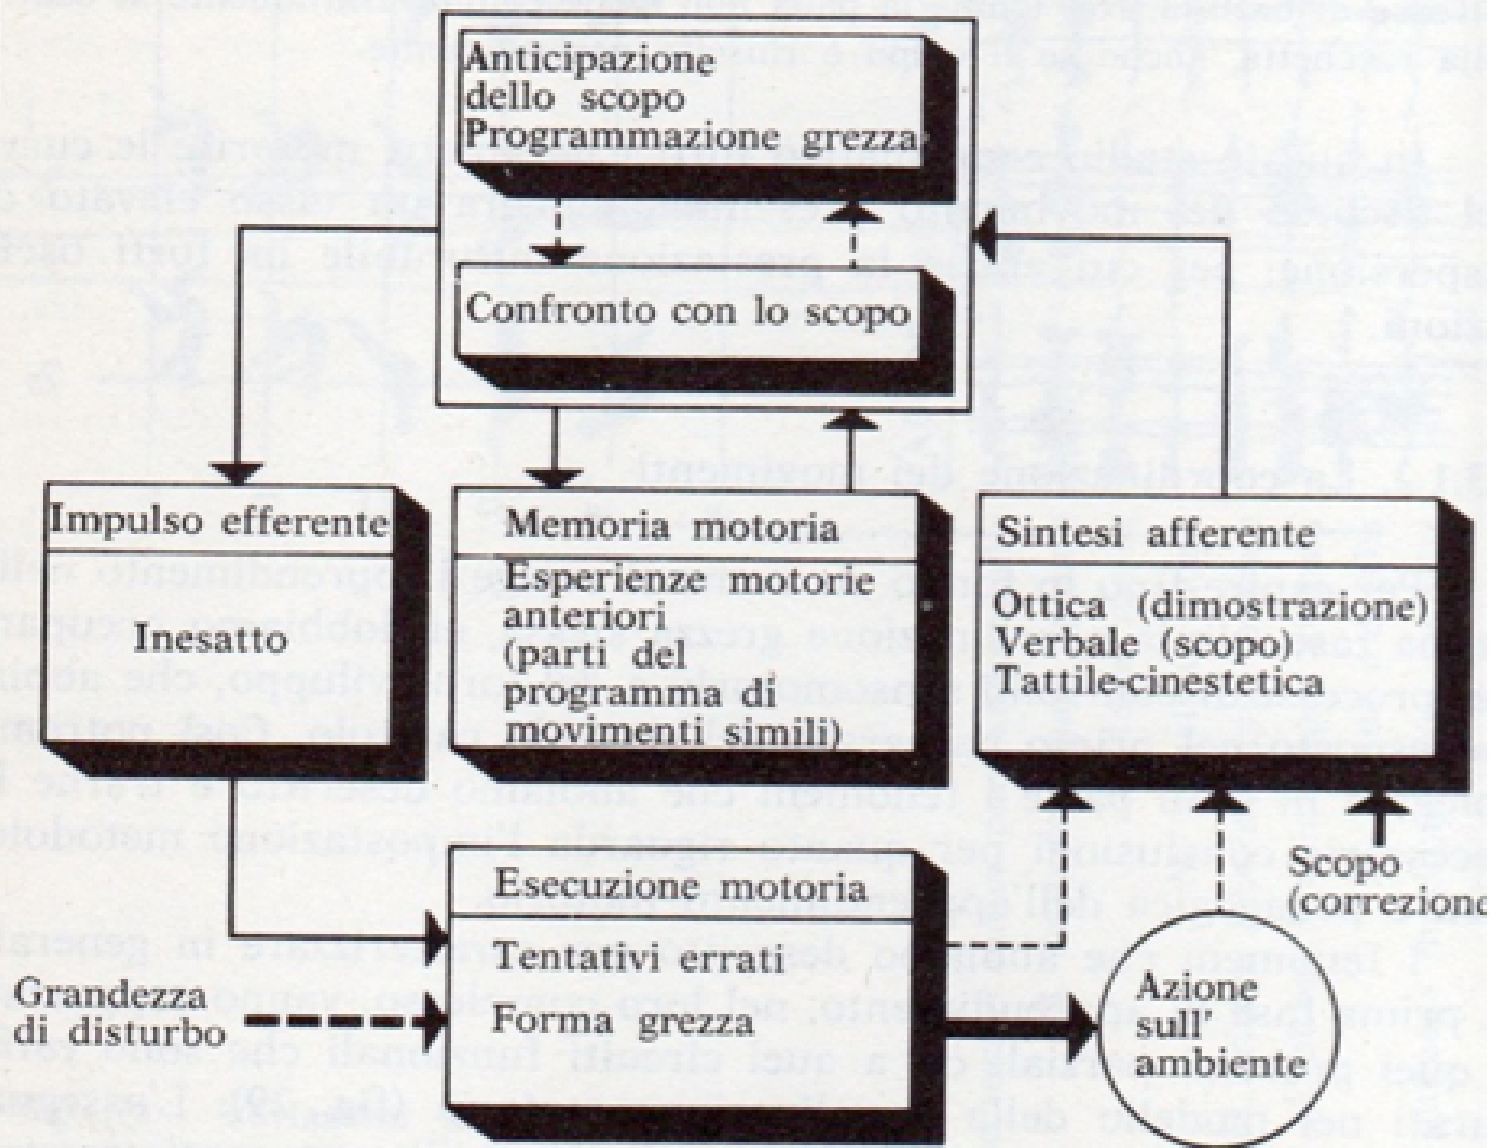 Anticipazione
dello scopo
Programmazione grezza
Confronto con lo scopo
Impulso efferente
Inesatto
Memoria motoria
Esperienze motorie
anteriori
(parti del
programma di
movimenti simili)
Sintesi afferente
Ottica (dimostrazione)
Verbale (scopo)
Tattile-cinestetica
Scopo
(correzione
Esecuzione motoria
Tentativi errati
Forma grezza
Grandezza
di disturbo
Azione
sull'
ambiente